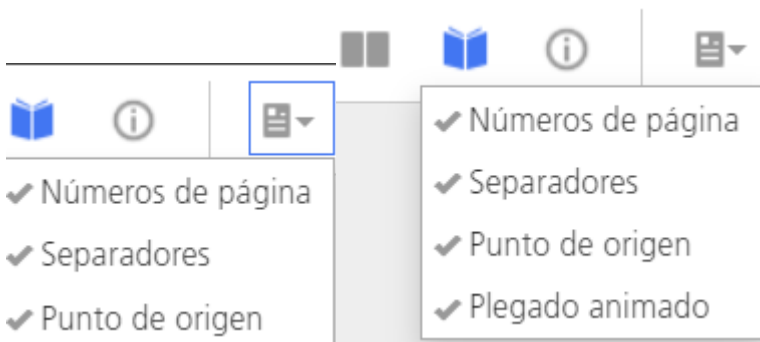 Números de página
Separadores
Punto de origen
Números de página
Separadores
Punto de origen
Plegado animado